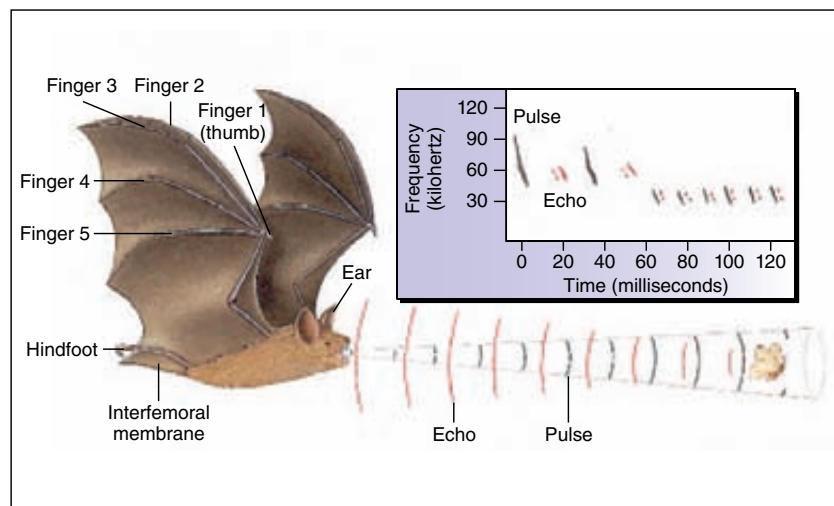 Finger 3
Finger 2
Finger 1
(thumb)
Finger 4
Finger 5
Ear
Hindfoot
Interfemoral
membrane
Echo
Pulse
Frequency
(kilohertz)
120
90
60
30
Pulse
Echo
0
20
40
60
80
100
120
Time (milliseconds)